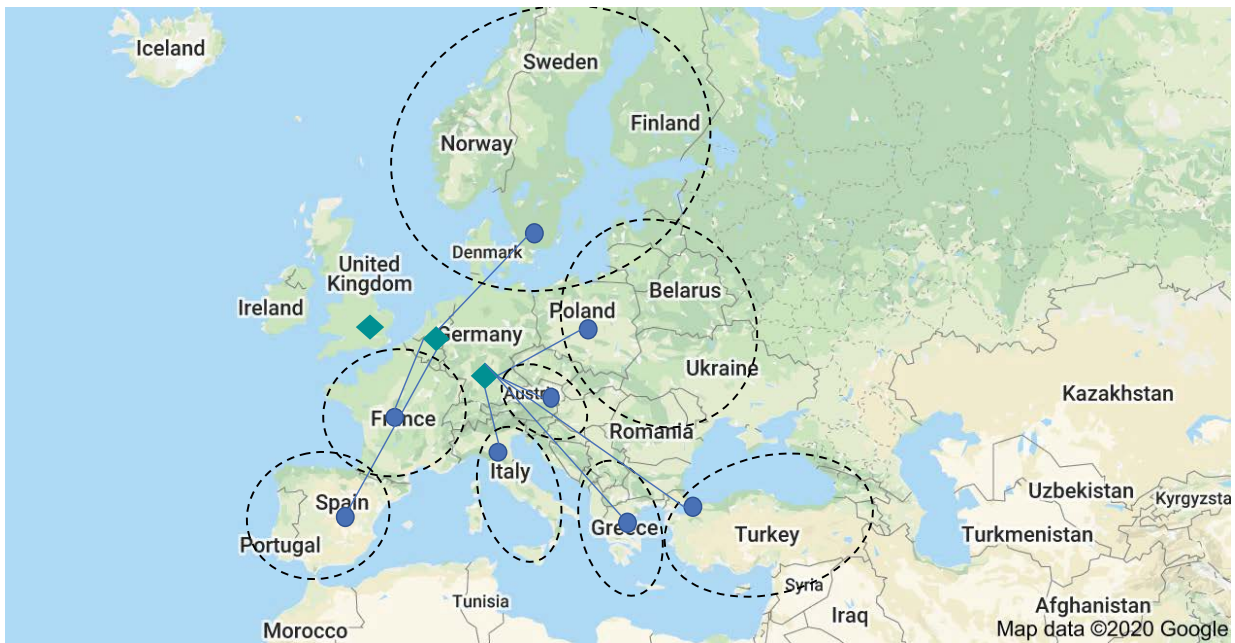 Iceland
Sweden
Finland
Norway
Denmark
United
Kingdom
Ireland
Belarus
Poland
Germany
Ukraine
Kazakhstan
Austri
France
Romania
Italy
Uzbekistan
Kyrgyzsta
Spain
Greece
Turkey
Turkmenistan
Portugal
Syria
Tunisia
Afghanistan
Iraq
Morocco
Map data ©2020 Google